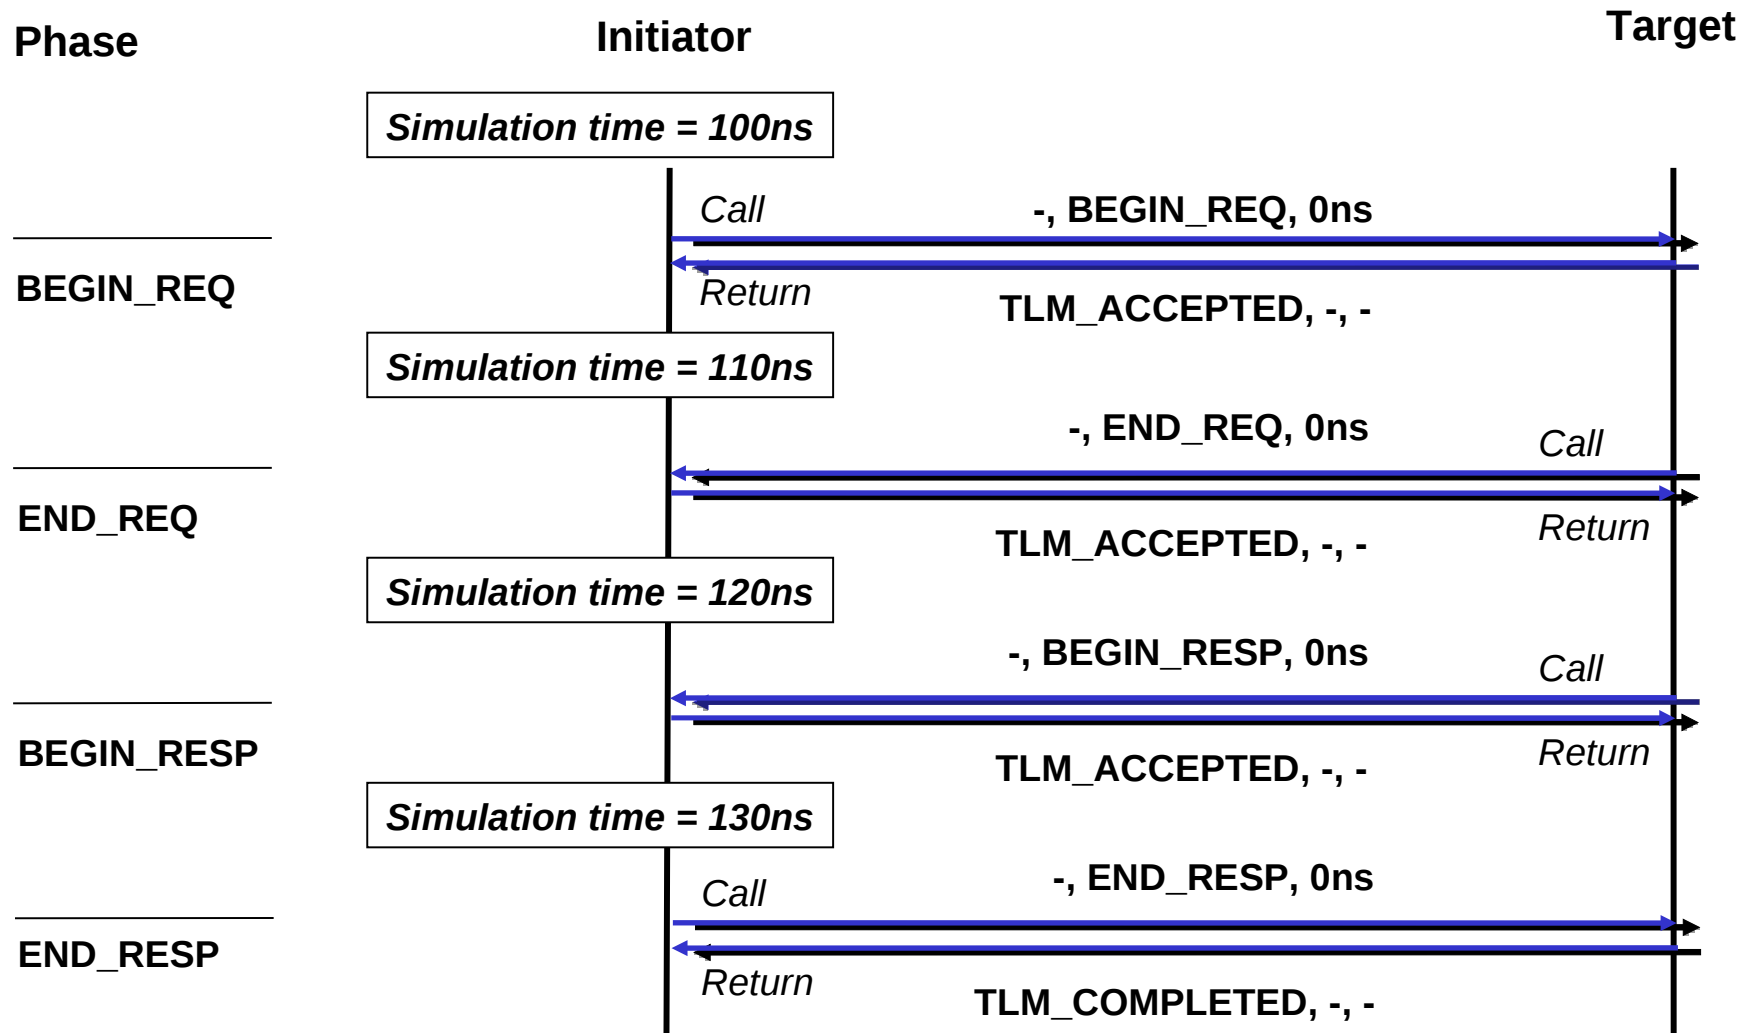 Phase
Initiator
Target
Simulation time = 100ns
Call
-, BEGIN_REQ, 0ns
BEGIN_REQ
Return
TLM_ACCEPTED, -, -
Simulation time = 110ns
-, END_REQ, 0ns
Call
END_REQ
Return
TLM_ACCEPTED, -, -
Simulation time = 120ns
-, BEGIN_RESP, 0ns
Call
BEGIN_RESP
Return
TLM_ACCEPTED, -, -
Simulation time = 130ns
Call
-, END_RESP, 0ns
END_RESP
Return
TLM_COMPLETED, -, -